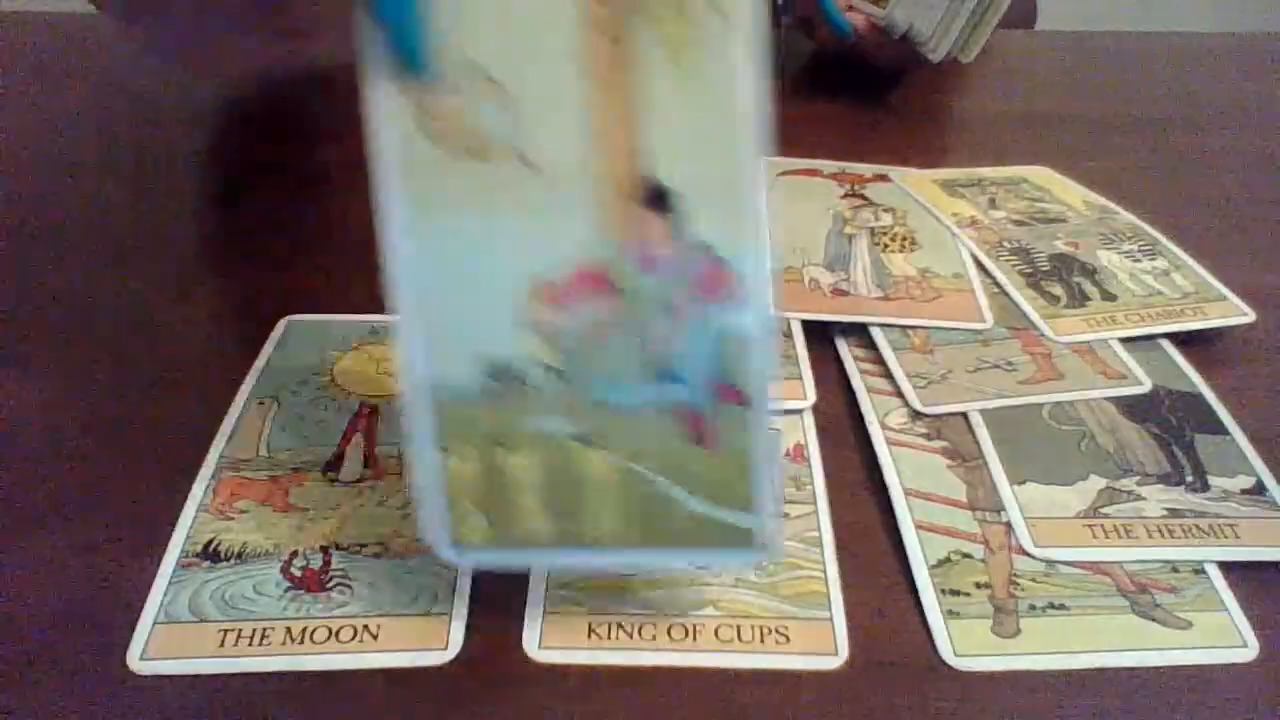 THE CHARIOT
THE HERMIT
THE MOON
KING OF CUPS